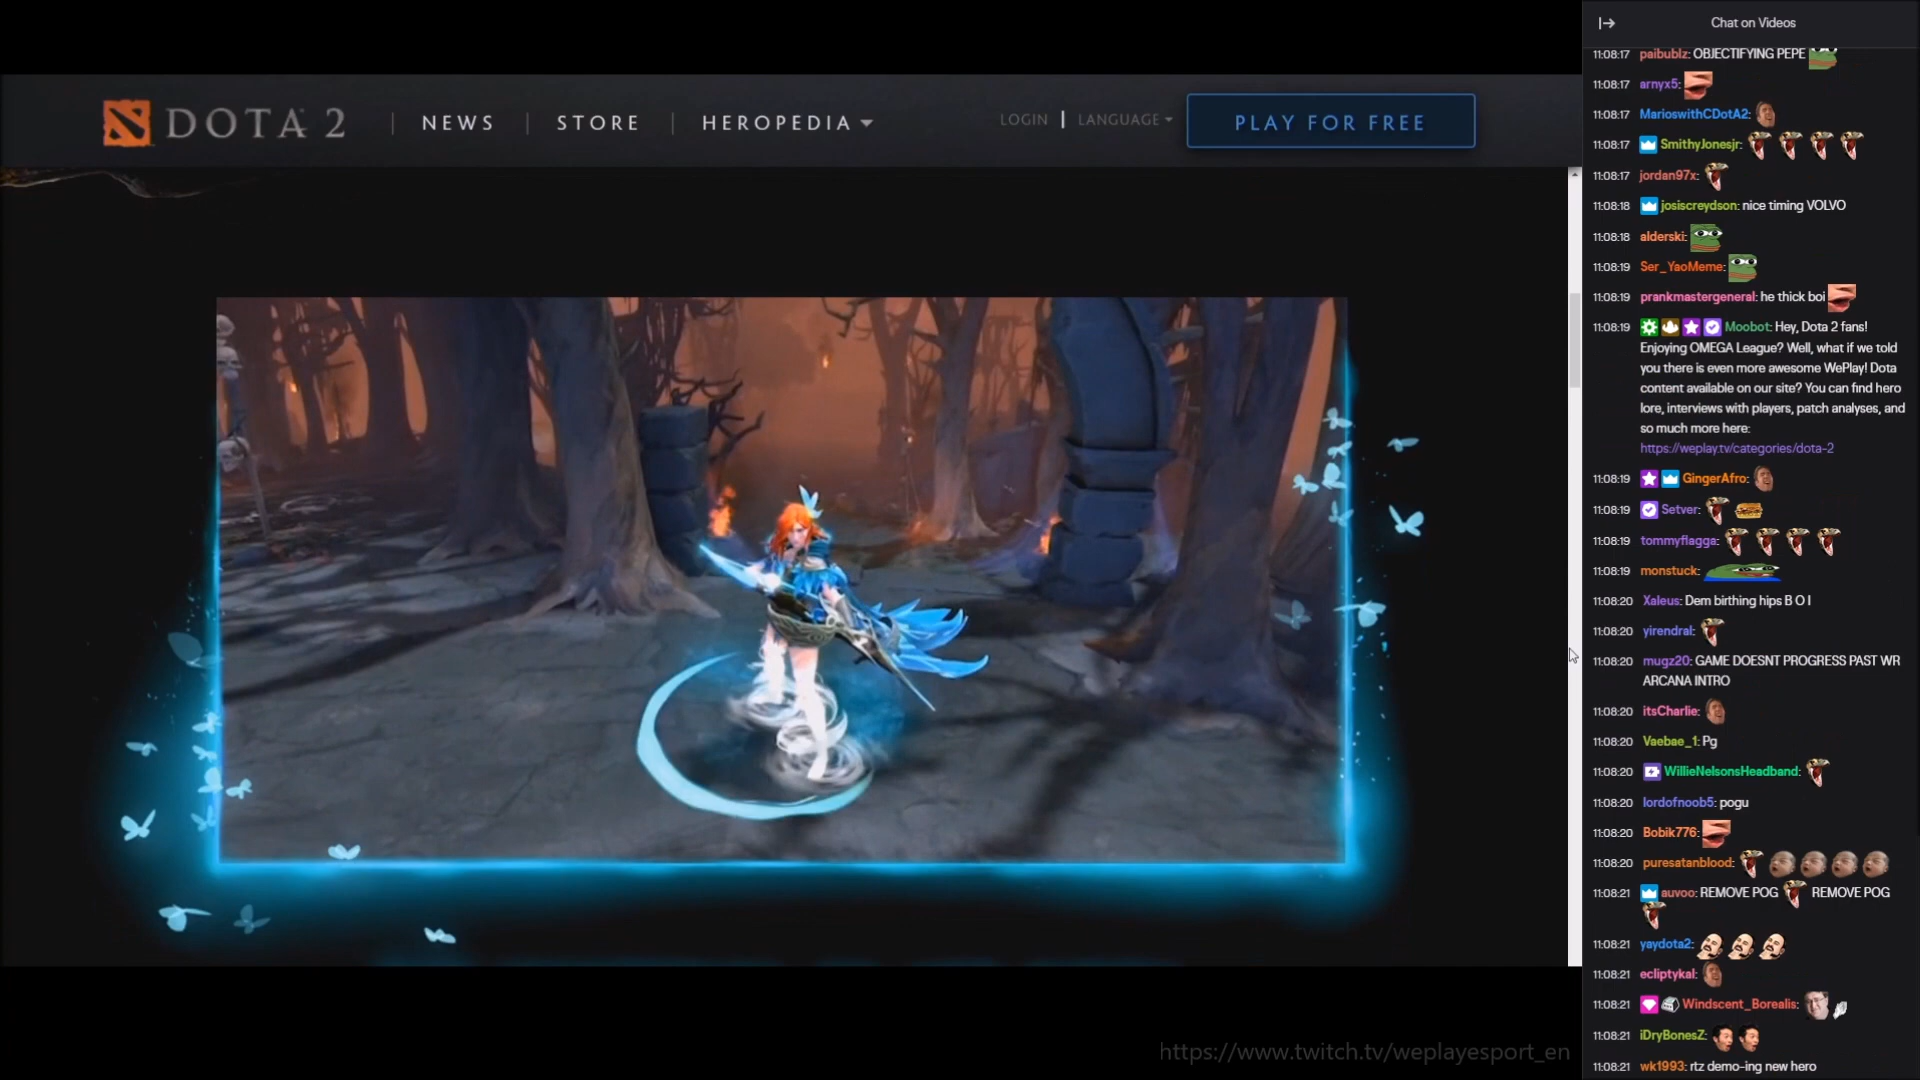 DOTA 2
NEWS
STORE
HEROPEDIA
LOGIN
LANGUAGE
PLAY FOR FREE
https://www.twitch.tv/weplayesport_en
Chat on Videos
11:08:17 paibublz: OBJECTIFYING PEPE
11:08:17 arnyx5:
11:08:17 MarioswithCDotA2:
11:08:17 SmithyJonesjr:
11:08:17 jordan97x:
11:08:18 josiscreydson: nice timing VOLVO
11:08:18 alderski:
11:08:19 Ser_YaoMeme:
11:08:19 prankmastergeneral: he thick boi
11:08:19 Moobot: Hey, Dota 2 fans!
Enjoying OMEGA League? Well, what if we told
you there is even more awesome WePlay! Dota
content available on our site? You can find hero
lore, interviews with players, patch analyses, and
so much more here:
https://weplay.tv/categories/dota-2
11:08:19 GingerAfro:
11:08:19 Setver:
11:08:19 tommyflagga:
11:08:19 monstuck:
11:08:20 Xaleus: Dem birthing hips B O I
11:08:20 yirendral:
11:08:20 mugz20: GAME DOESNT PROGRESS PAST WR
ARCANA INTRO
11:08:20 itsCharlie:
11:08:20 Vaebae_1: Pg
11:08:20 WillieNelsonsHeadband:
11:08:20 lordofnoob5: pogu
11:08:20 Bobik776:
11:08:20 puresatanblood:
11:08:21 auvoo: REMOVE POG REMOVE POG
11:08:21 yaydota2:
11:08:21 ecliptykal:
11:08:21 Windscent_Borealis:
11:08:21 iDryBonesZ:
11:08:21 wk1993: rtz demo-ing new hero